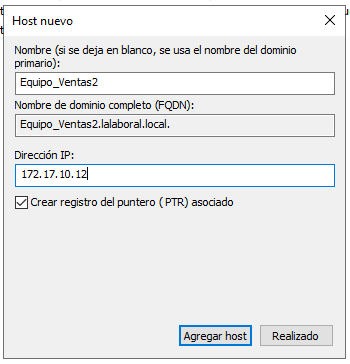 Host nuevo
Nombre (si se deja en blanco, se usa el nombre del dominio
primario):
Equipo_Ventas2
Nombre de dominio completo (FQDN):
Equipo_Ventas2.lalaboral.local.
Dirección IP:
172.17.10.12
Crear registro del puntero (PTR) asociado
Agregar host
Realizado